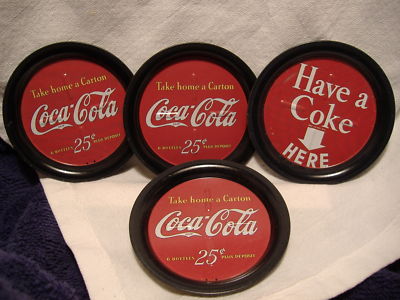 Take home a Carton
Coca-Cola
6 BOTTLES 25¢ PLUS DEPOSIT
Take home a Carton
Coca-Cola
6 BOTTLES 25¢ PLUS DEPOSIT
Have a
Coke
HERE
Take home a Carton
Coca-Cola
6 BOTTLES 25¢ PLUS DEPOSIT